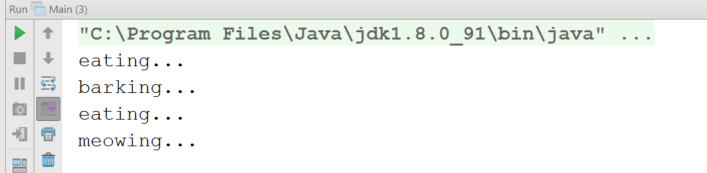 Run Main (3)
"C:\Program Files\Java\jdk1.8.0_91\bin\java" ...
eating...
barking...
eating...
meowing...